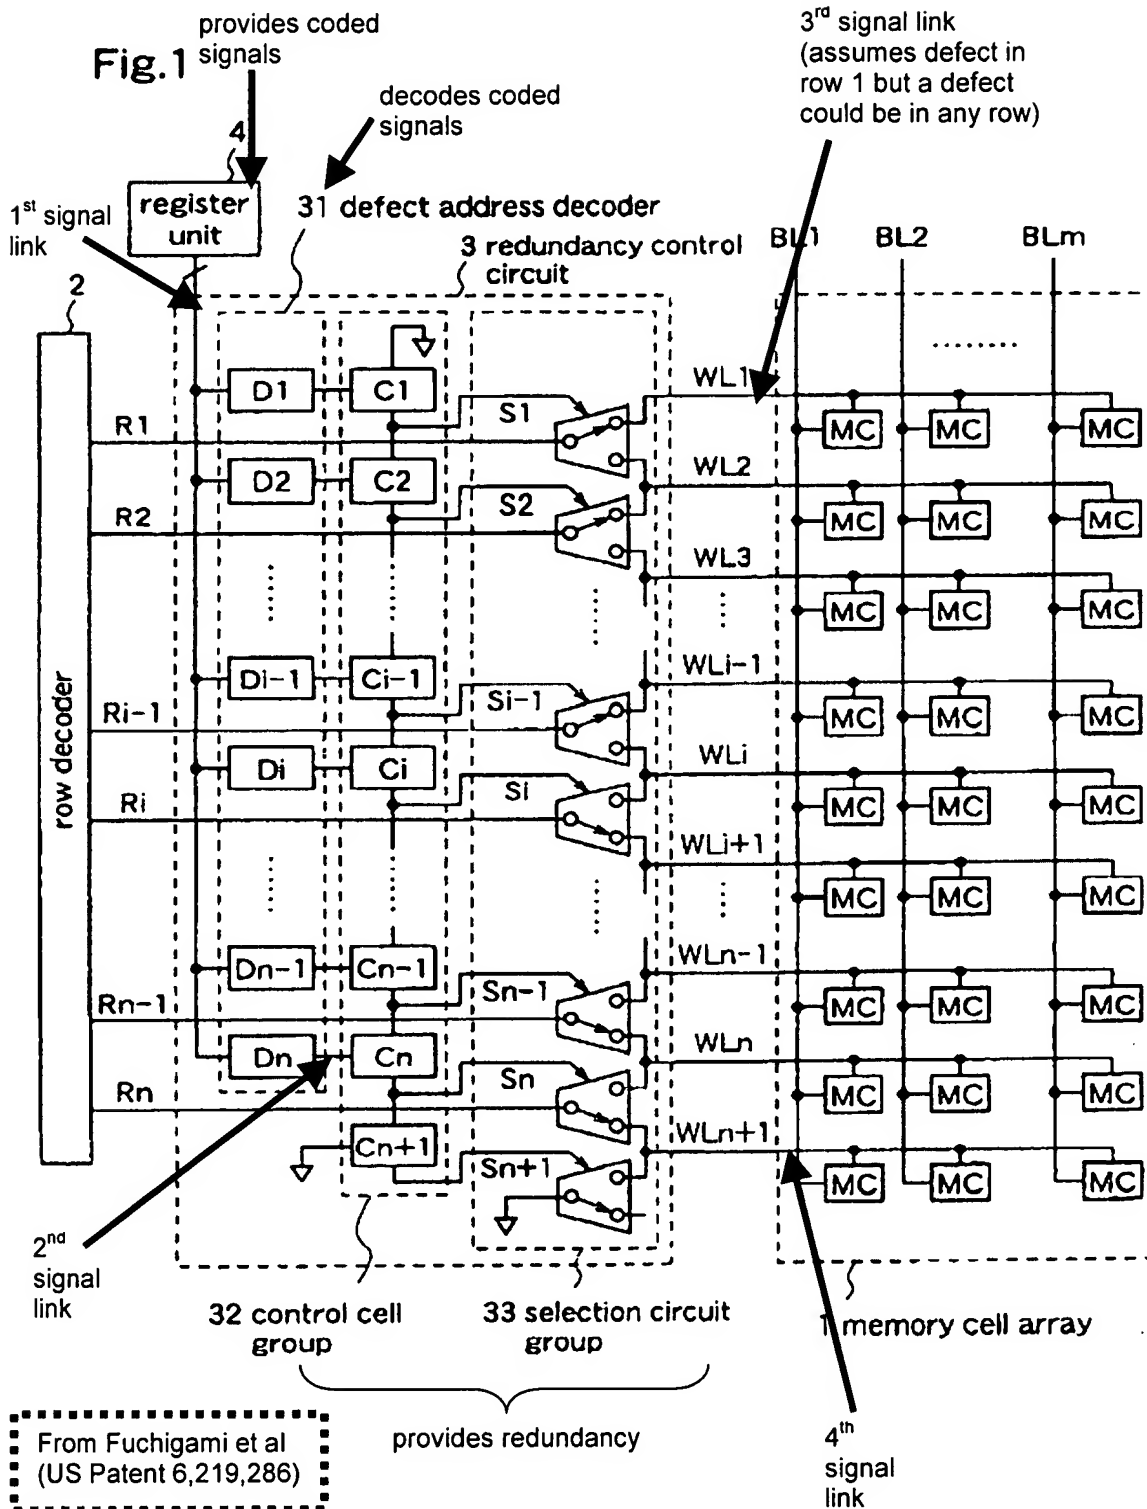 provides coded
signals
Fig.1
3rd signal link
(assumes defect in
row 1 but a defect
could be in any row)
decodes coded
signals
4
register
unit
1st signal
link
31 defect address decoder
3 redundancy control
circuit
BL1 BL2 BLm
2
row decoder
D1 C1 S1 WL1
R1 MC MC MC
D2 C2 S2 WL2
R2 MC MC MC
WL3
MC MC MC
Di-1 Ci-1 Si-1 WLi-1
Ri-1 MC MC MC
Di Ci Si WLi
Ri MC MC MC
WLi+1
MC MC MC
Dn-1 Cn-1 Sn-1 WLn-1
Rn-1 MC MC MC
Dn Cn Sn WLn
Rn MC MC MC
Cn+1 Sn+1 WLn+1
MC MC MC
2nd
signal
link
32 control cell
group
33 selection circuit
group
1 memory cell array
provides redundancy
4th
signal
link
From Fuchigami et al
(US Patent 6,219,286)